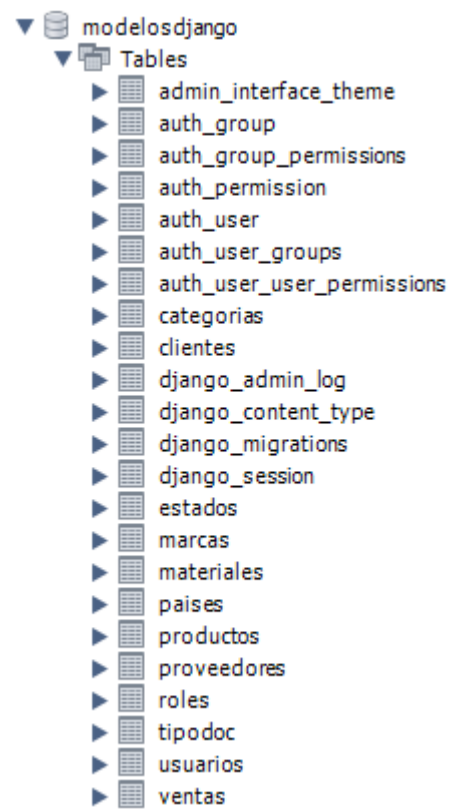 modelosdjango
Tables
admin_interface_theme
auth_group
auth_group_permissions
auth_permission
auth_user
auth_user_groups
auth_user_user_permissions
categorias
clientes
django_admin_log
django_content_type
django_migrations
django_session
estados
marcas
materiales
paises
productos
proveedores
roles
tipodoc
usuarios
ventas